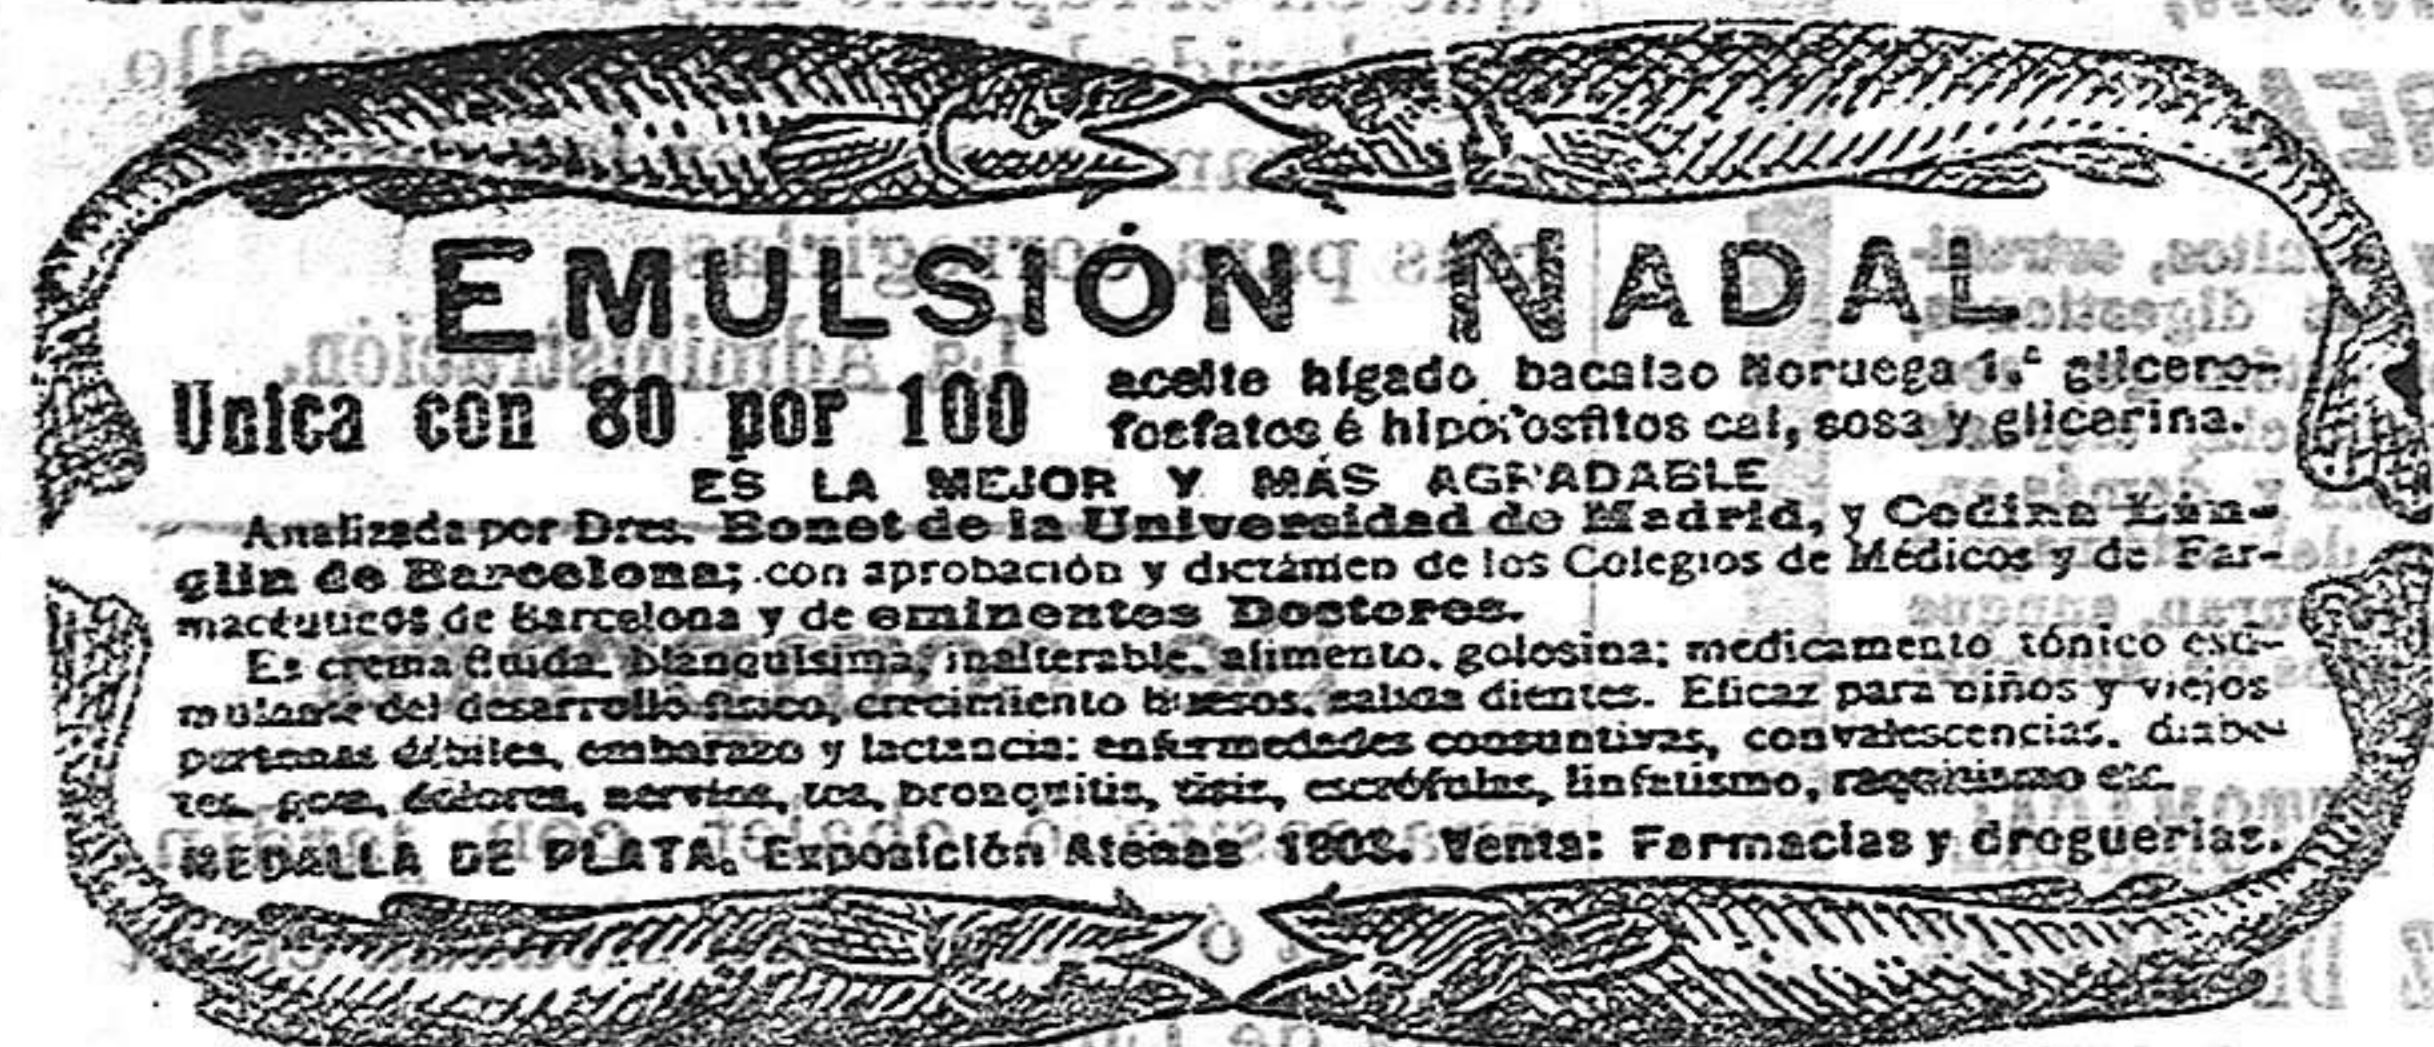 EMULSIÓN NADAL
Unica con 80 por 100
aceite hígado bacalao Noruega 1.ª glicero-
fosfatos é hipofosfitos cal, sosa y glicerina.
ES LA MEJOR Y MÁS AGRADABLE
Analizada por Dres. Bonet de la Universidad de Madrid, y Codina Län-
glin de Barcelona; con aprobación y dictámen de los Colegios de Médicos y de Far-
macéuticos de Barcelona y de eminentes Doctores.
Es crema fluida, blanquísima, inalterable, alimento, golosina; medicamento tónico esti-
mulante del desarrollo físico, crecimiento huesos, salida dientes. Eficaz para niños y viejos
personas débiles, embarazo y lactancia: enfermedades consuntivas, convalescencias, diabe-
tes, gota, dolores, nervios, tos, bronquitis, tisis, escrófulas, linfatismo, raquitismo etc.
MEDALLA DE PLATA. Exposición Atenas 1903. Venta: Farmacias y droguerías.